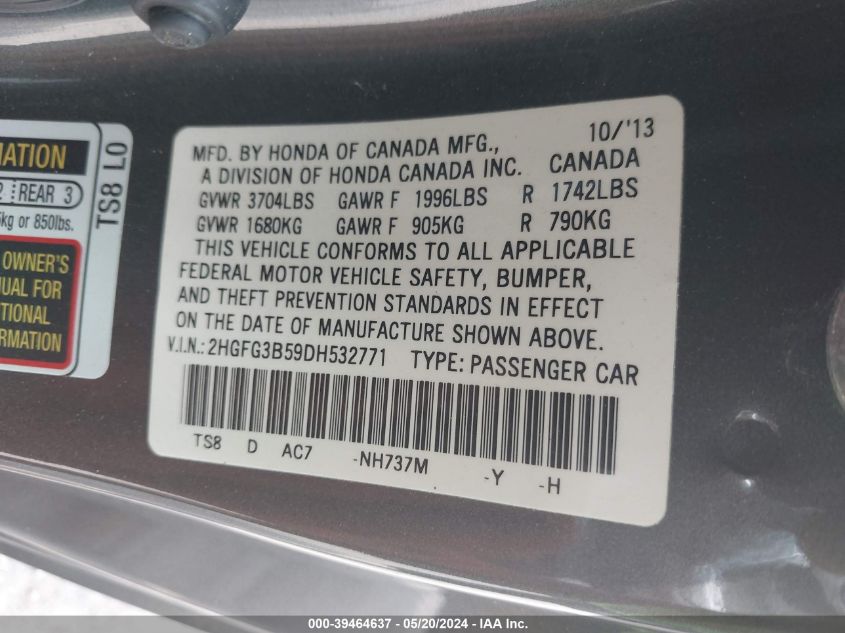 MATION
2 REAR 3
5kg or 850lbs.
OWNER'S
UAL FOR
TIONAL
RMATION
TS8 L0
10/'13
MFD. BY HONDA OF CANADA MFG.,
A DIVISION OF HONDA CANADA INC. CANADA
GVWR 3704LBS GAWR F 1996LBS R 1742LBS
GVWR 1680KG GAWR F 905KG R 790KG
THIS VEHICLE CONFORMS TO ALL APPLICABLE
FEDERAL MOTOR VEHICLE SAFETY, BUMPER,
AND THEFT PREVENTION STANDARDS IN EFFECT
ON THE DATE OF MANUFACTURE SHOWN ABOVE.
V.I.N.: 2HGFG3B59DH532771 TYPE: PASSENGER CAR
TS8 D AC7 -NH737M -Y -H
000-39464637 - 05/20/2024 - IAA Inc.